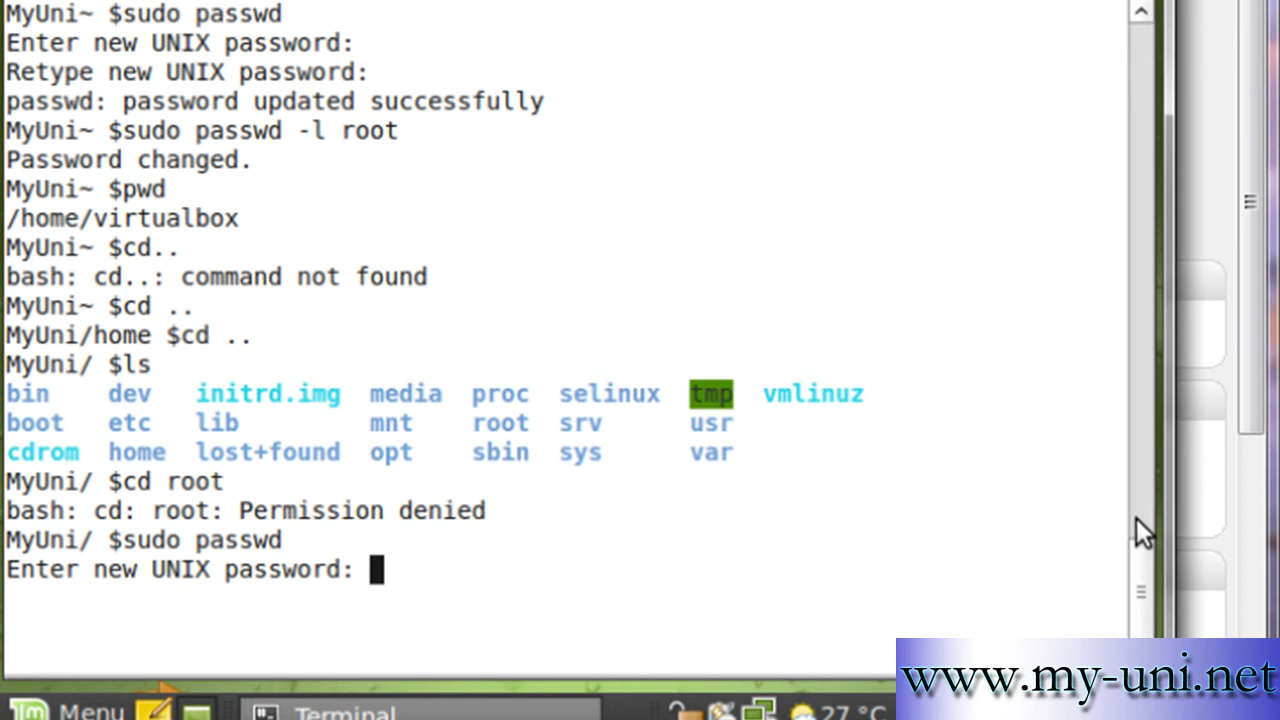 MyUni~ $sudo passwd
Enter new UNIX password:
Retype new UNIX password:
passwd: password updated successfully
MyUni~ $sudo passwd -l root
Password changed.
MyUni~ $pwd
/home/virtualbox
MyUni~ $cd..
bash: cd..: command not found
MyUni~ $cd ..
MyUni/home $cd ..
MyUni/ $ls
bin dev initrd.img media proc selinux tmp vmlinuz
boot etc lib mnt root srv usr
cdrom home lost+found opt sbin sys var
MyUni/ $cd root
bash: cd: root: Permission denied
MyUni/ $sudo passwd
Enter new UNIX password:
www.my-uni.net
Menu Terminal 27 °C